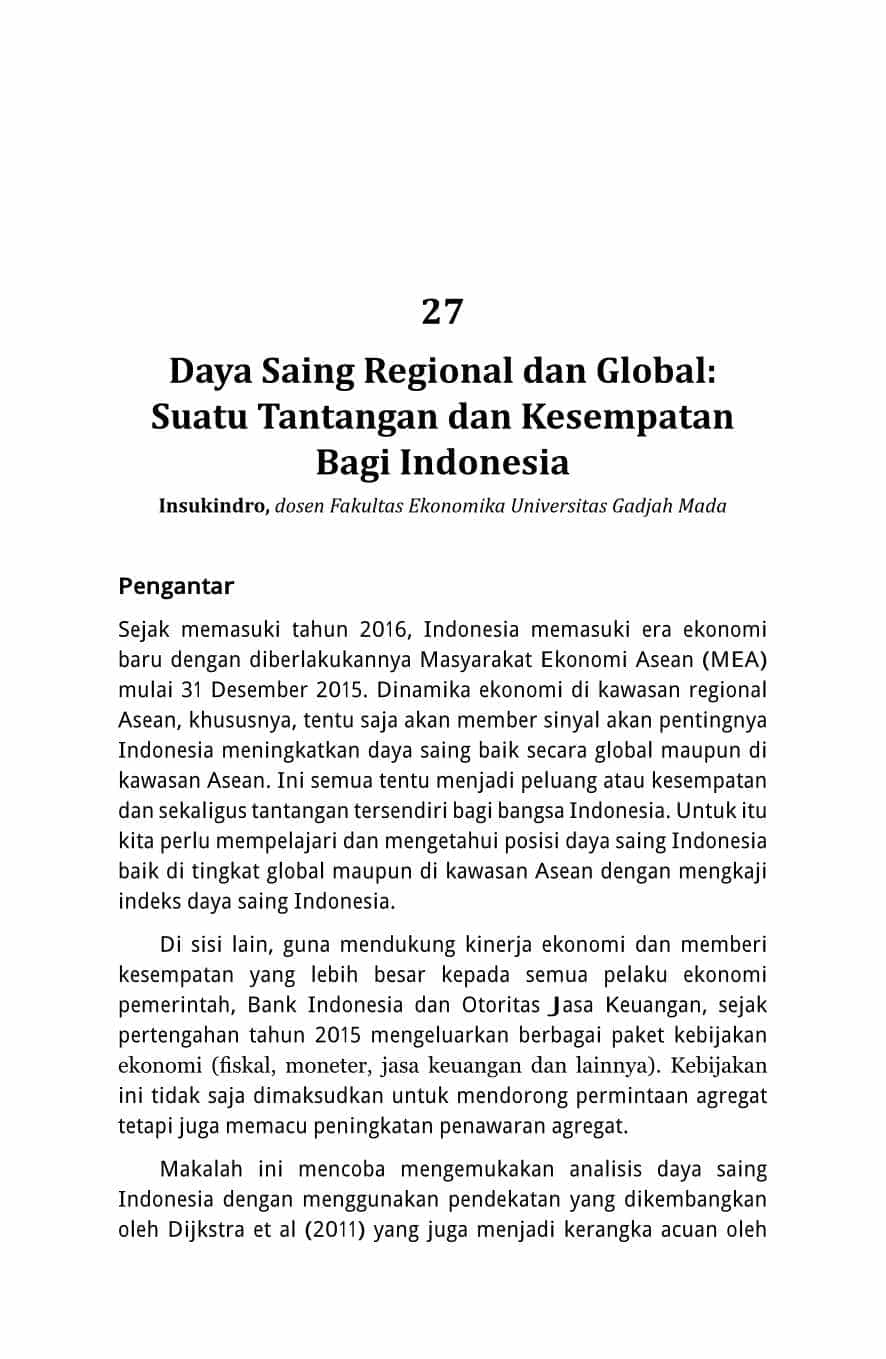 27
Daya Saing Regional dan Global:
Suatu Tantangan dan Kesempatan
Bagi Indonesia
Insukindro, dosen Fakultas Ekonomika Universitas Gadjah Mada
Pengantar
Sejak memasuki tahun 2016, Indonesia memasuki era ekonomi
baru dengan diberlakukannya Masyarakat Ekonomi Asean (MEA)
mulai 31 Desember 2015. Dinamika ekonomi di kawasan regional
Asean, khususnya, tentu saja akan member sinyal akan pentingnya
Indonesia meningkatkan daya saing baik secara global maupun di
kawasan Asean. Ini semua tentu menjadi peluang atau kesempatan
dan sekaligus tantangan tersendiri bagi bangsa Indonesia. Untuk itu
kita perlu mempelajari dan mengetahui posisi daya saing Indonesia
baik di tingkat global maupun di kawasan Asean dengan mengkaji
indeks daya saing Indonesia.
Di sisi lain, guna mendukung kinerja ekonomi dan memberi
kesempatan yang lebih besar kepada semua pelaku ekonomi
pemerintah, Bank Indonesia dan Otoritas Jasa Keuangan, sejak
pertengahan tahun 2015 mengeluarkan berbagai paket kebijakan
ekonomi (fiskal, moneter, jasa keuangan dan lainnya). Kebijakan
ini tidak saja dimaksudkan untuk mendorong permintaan agregat
tetapi juga memacu peningkatan penawaran agregat.
Makalah ini mencoba mengemukakan analisis daya saing
Indonesia dengan menggunakan pendekatan yang dikembangkan
oleh Dijkstra et al (2011) yang juga menjadi kerangka acuan oleh